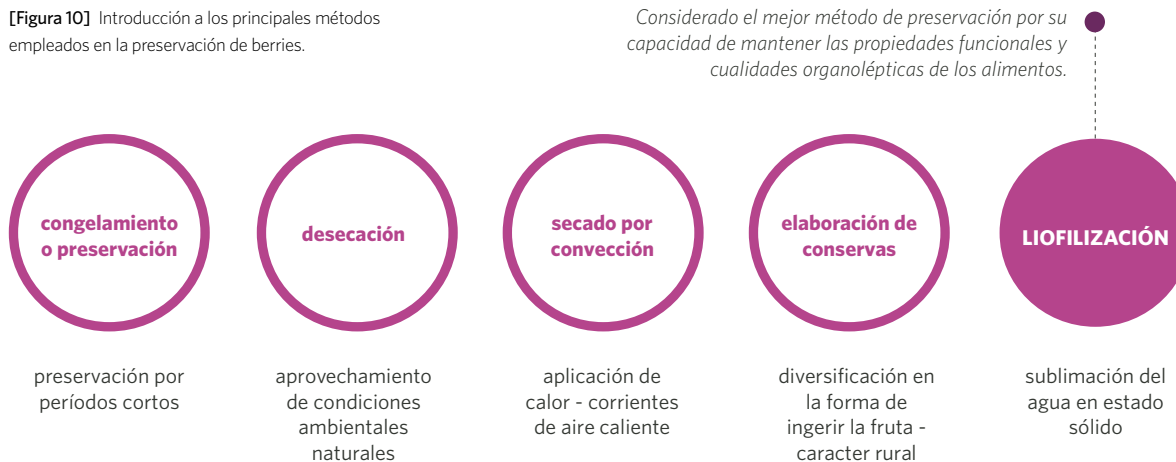 [Figura 10] Introducción a los principales métodos
empleados en la preservación de berries.
Considerado el mejor método de preservación por su
capacidad de mantener las propiedades funcionales y
cualidades organolépticas de los alimentos.
congelamiento
o preservación
desecación
secado por
convección
elaboración de
conservas
LIOFILIZACIÓN
preservación por
períodos cortos
aprovechamiento
de condiciones
ambientales
naturales
aplicación de
calor - corrientes
de aire caliente
diversificación en
la forma de
ingerir la fruta -
caracter rural
sublimación del
agua en estado
sólido